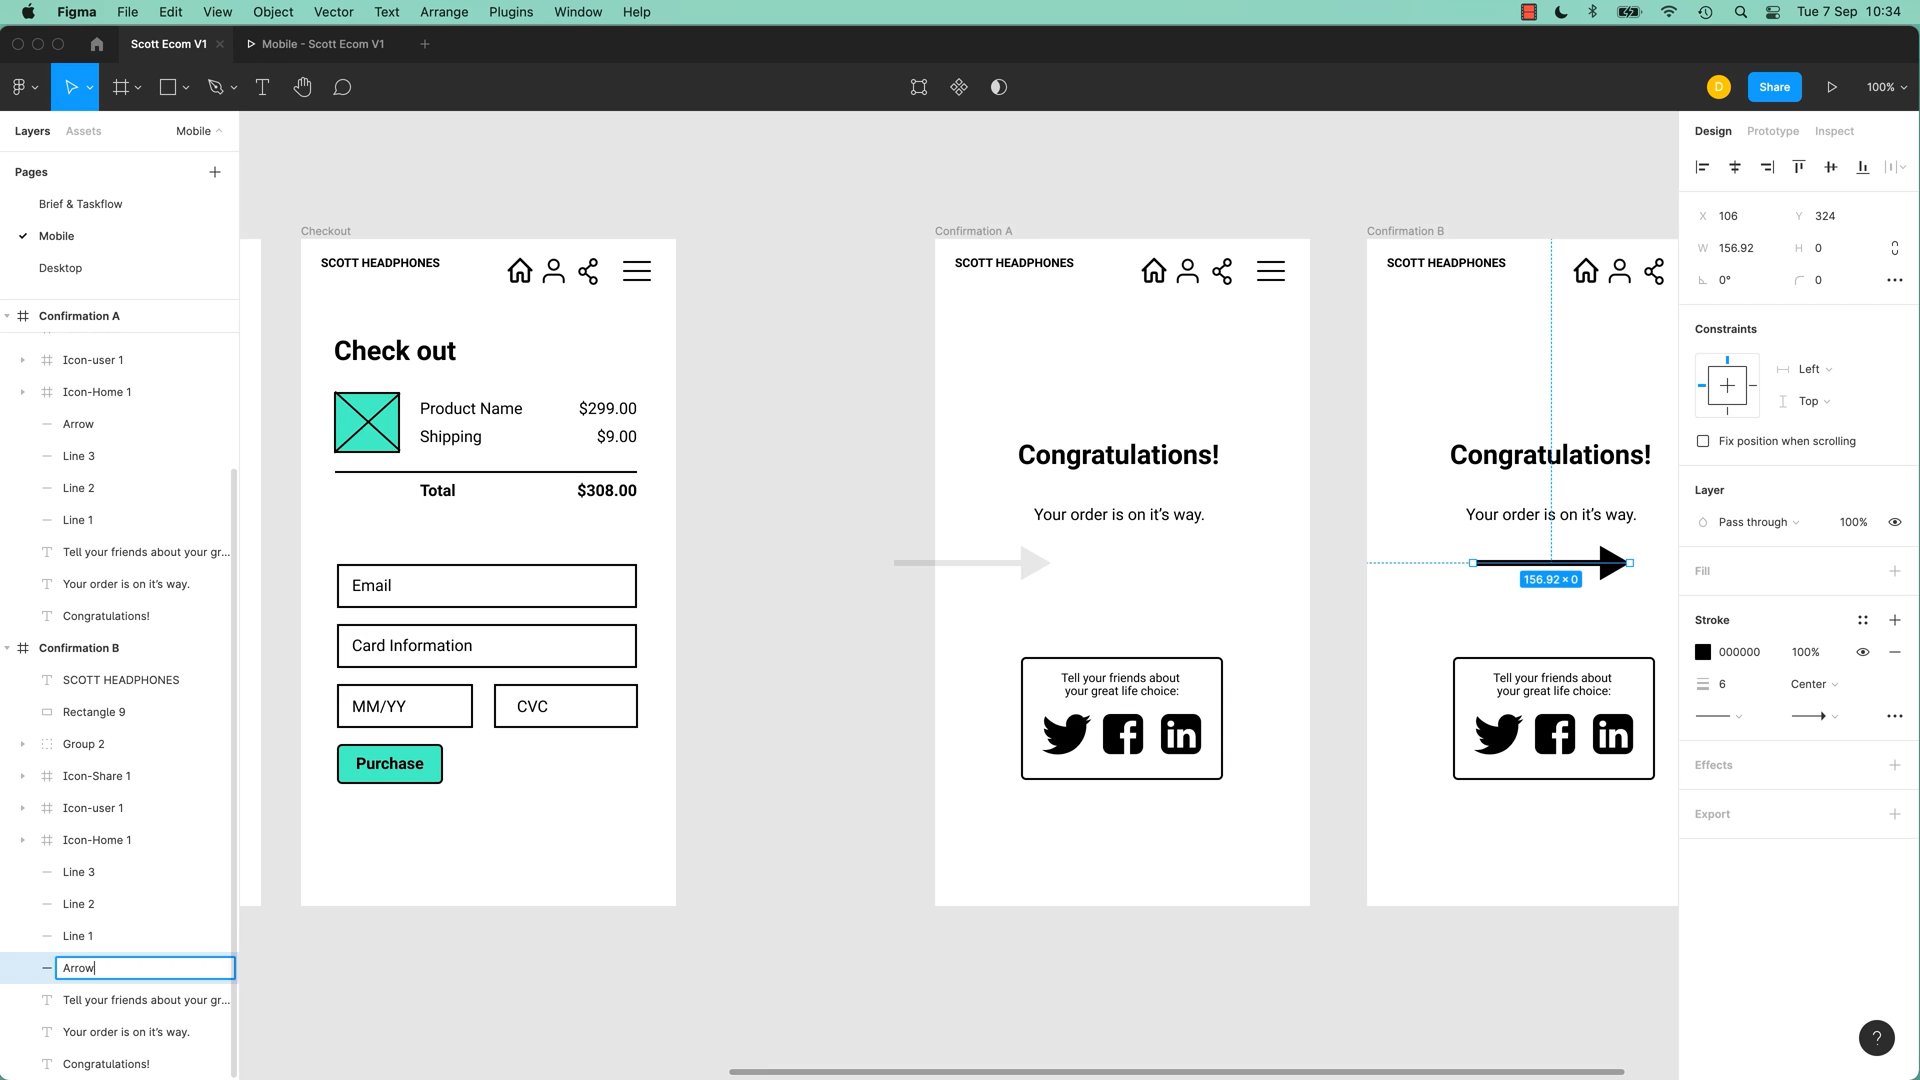 Figma File Edit View Object Vector Text Arrange Plugins Window Help Tue 7 Sep 10:34
Scott Ecom V1 Mobile - Scott Ecom V1
D Share 100%
Layers Assets Mobile
Pages
Brief & Taskflow
Mobile
Desktop
Confirmation A
Icon-user 1
Icon-Home 1
Arrow
Line 3
Line 2
Line 1
Tell your friends about your gr...
Your order is on it’s way.
Congratulations!
Confirmation B
SCOTT HEADPHONES
Rectangle 9
Group 2
Icon-Share 1
Icon-user 1
Icon-Home 1
Line 3
Line 2
Line 1
Arrow
Tell your friends about your gr...
Your order is on it’s way.
Congratulations!
Checkout
SCOTT HEADPHONES
Check out
Product Name $299.00
Shipping $9.00
Total $308.00
Email
Card Information
MM/YY CVC
Purchase
Confirmation A
SCOTT HEADPHONES
Congratulations!
Your order is on it’s way.
Tell your friends about
your great life choice:
Confirmation B
SCOTT HEADPHONES
Congratulations!
Your order is on it’s way.
156.92 × 0
Tell your friends about
your great life choice:
Design Prototype Inspect
X 106 Y 324
W 156.92 H 0
0° 0
Constraints
Left
Top
Fix position when scrolling
Layer
Pass through 100%
Fill
Stroke
000000 100%
6 Center
Effects
Export
?